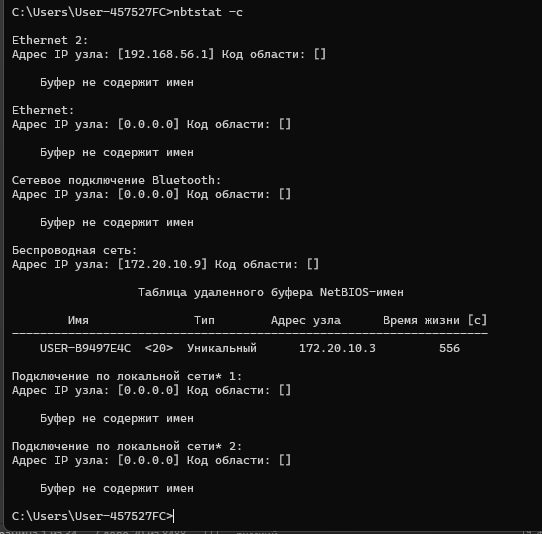 C:\Users\User-457527FC>nbtstat -c
Ethernet 2:
Адрес IP узла: [192.168.56.1] Код области: []
Буфер не содержит имен
Ethernet:
Адрес IP узла: [0.0.0.0] Код области: []
Буфер не содержит имен
Сетевое подключение Bluetooth:
Адрес IP узла: [0.0.0.0] Код области: []
Буфер не содержит имен
Беспроводная сеть:
Адрес IP узла: [172.20.10.9] Код области: []
Таблица удаленного буфера NetBIOS-имен
Имя Тип Адрес узла Время жизни [с]
------------------------------------------------------------
USER-B9497E4C <20> Уникальный 172.20.10.3 556
Подключение по локальной сети* 1:
Адрес IP узла: [0.0.0.0] Код области: []
Буфер не содержит имен
Подключение по локальной сети* 2:
Адрес IP узла: [0.0.0.0] Код области: []
Буфер не содержит имен
C:\Users\User-457527FC>